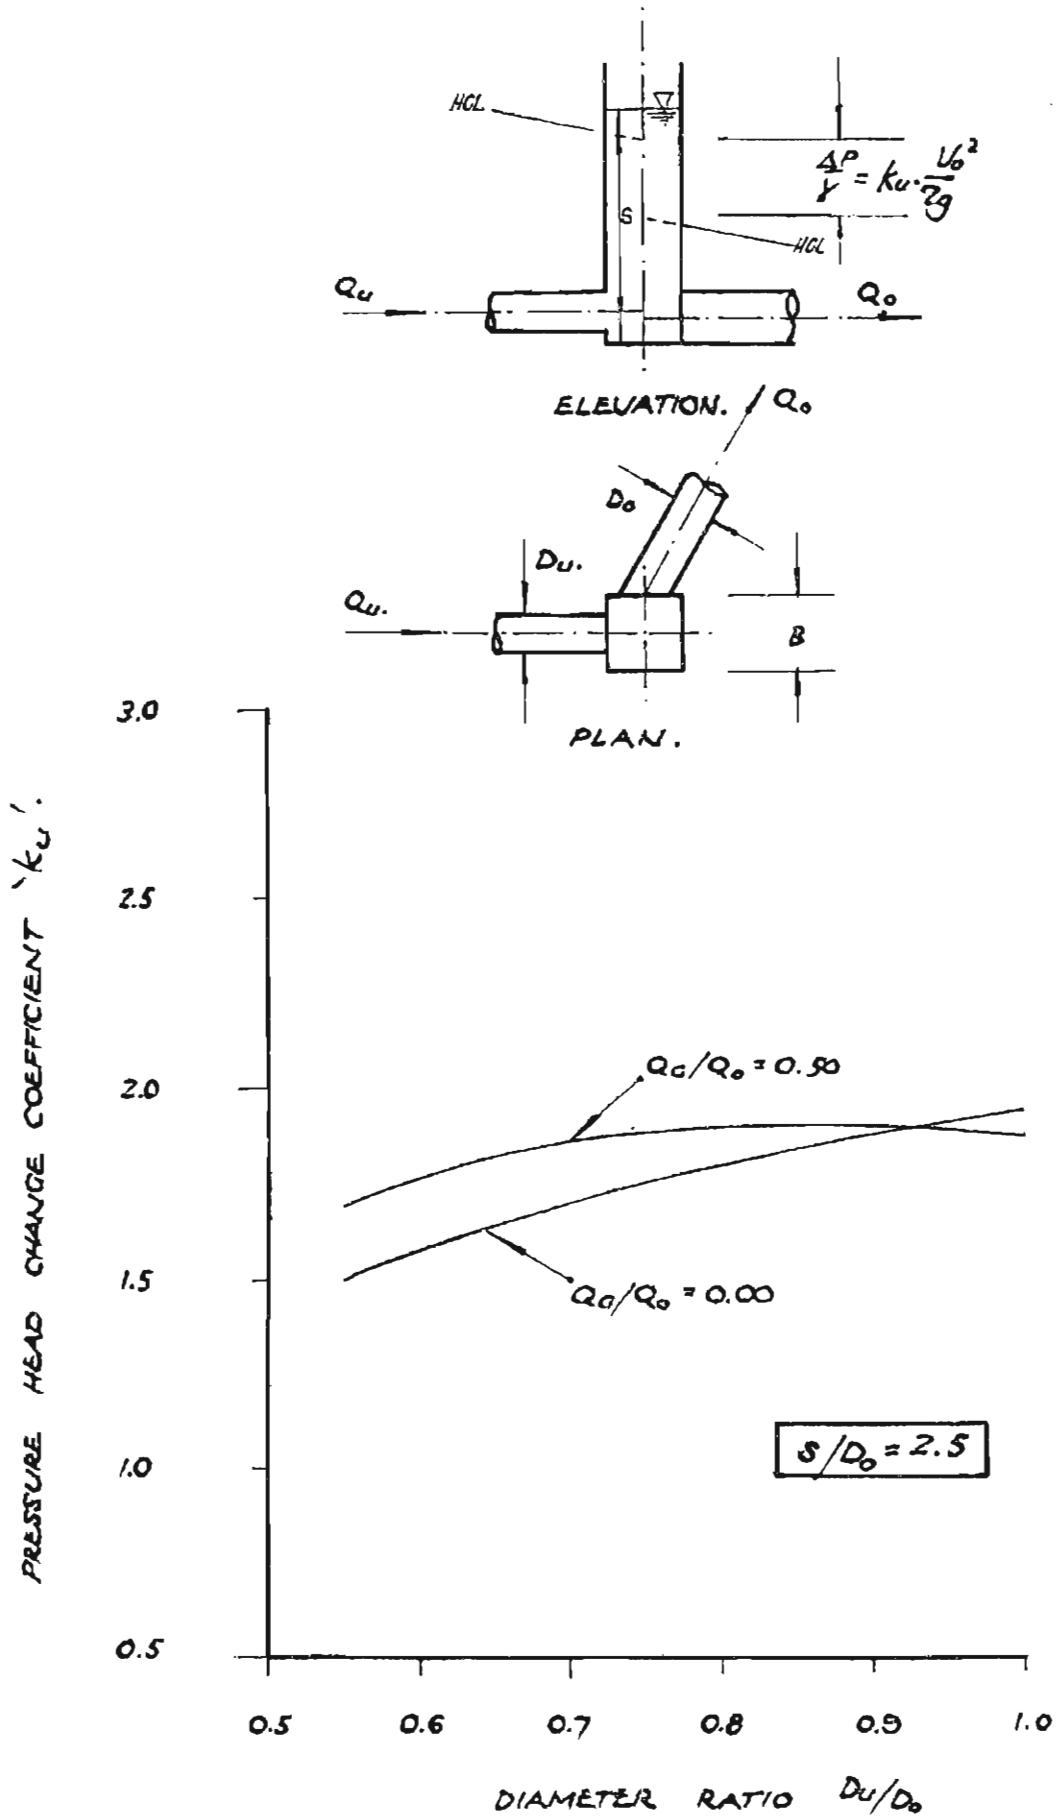 HGL
ΔP/γ = ku. Vo²/2g
S
HGL
Qu
Qo
ELEVATION.
Qo
Do
Du.
Qu.
B
PLAN.
3.0
2.5
2.0
1.5
1.0
0.5
PRESSURE HEAD CHANGE COEFFICIENT 'ku'.
QG/Qo = 0.50
QG/Qo = 0.00
S/Do = 2.5
0.5 0.6 0.7 0.8 0.9 1.0
DIAMETER RATIO Du/Do